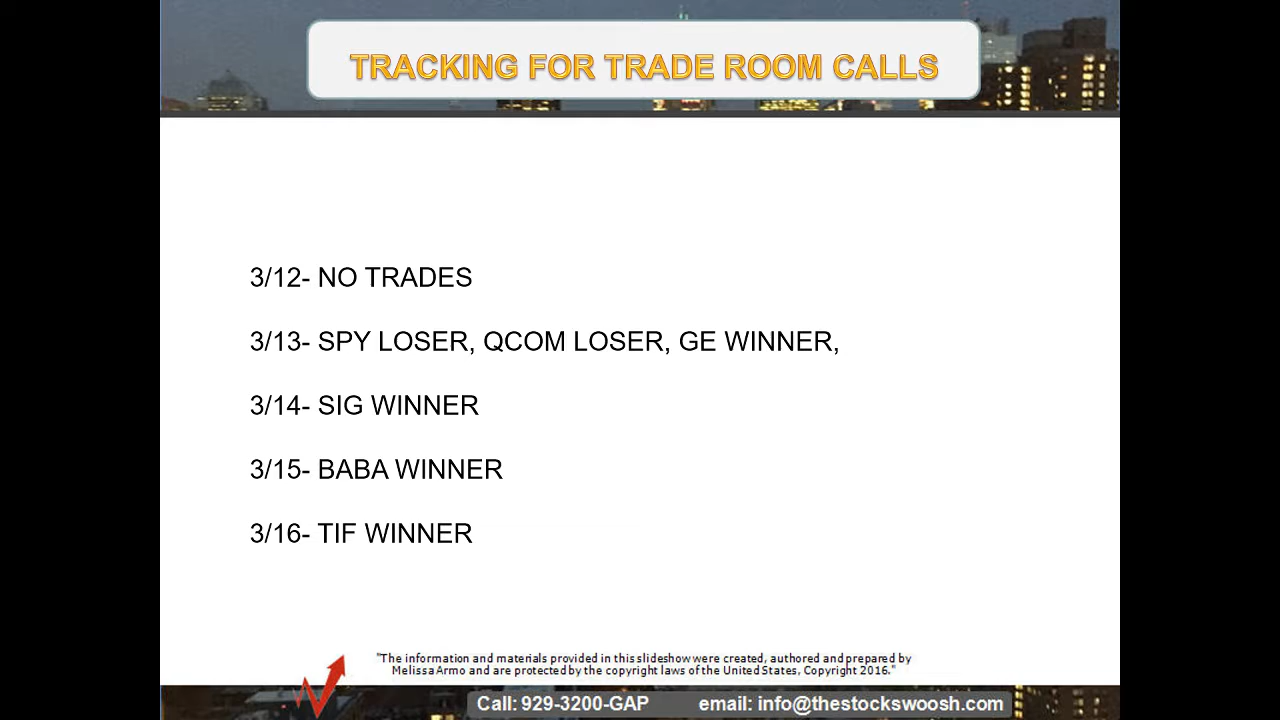 TRACKING FOR TRADE ROOM CALLS
3/12- NO TRADES
3/13- SPY LOSER, QCOM LOSER, GE WINNER,
3/14- SIG WINNER
3/15- BABA WINNER
3/16- TIF WINNER
"The information and materials provided in this slideshow were created, authored and prepared by
Melissa Armo and are protected by the copyright laws of the United States, Copyright 2016."
Call: 929-3200-GAP email: info@thestockswoosh.com